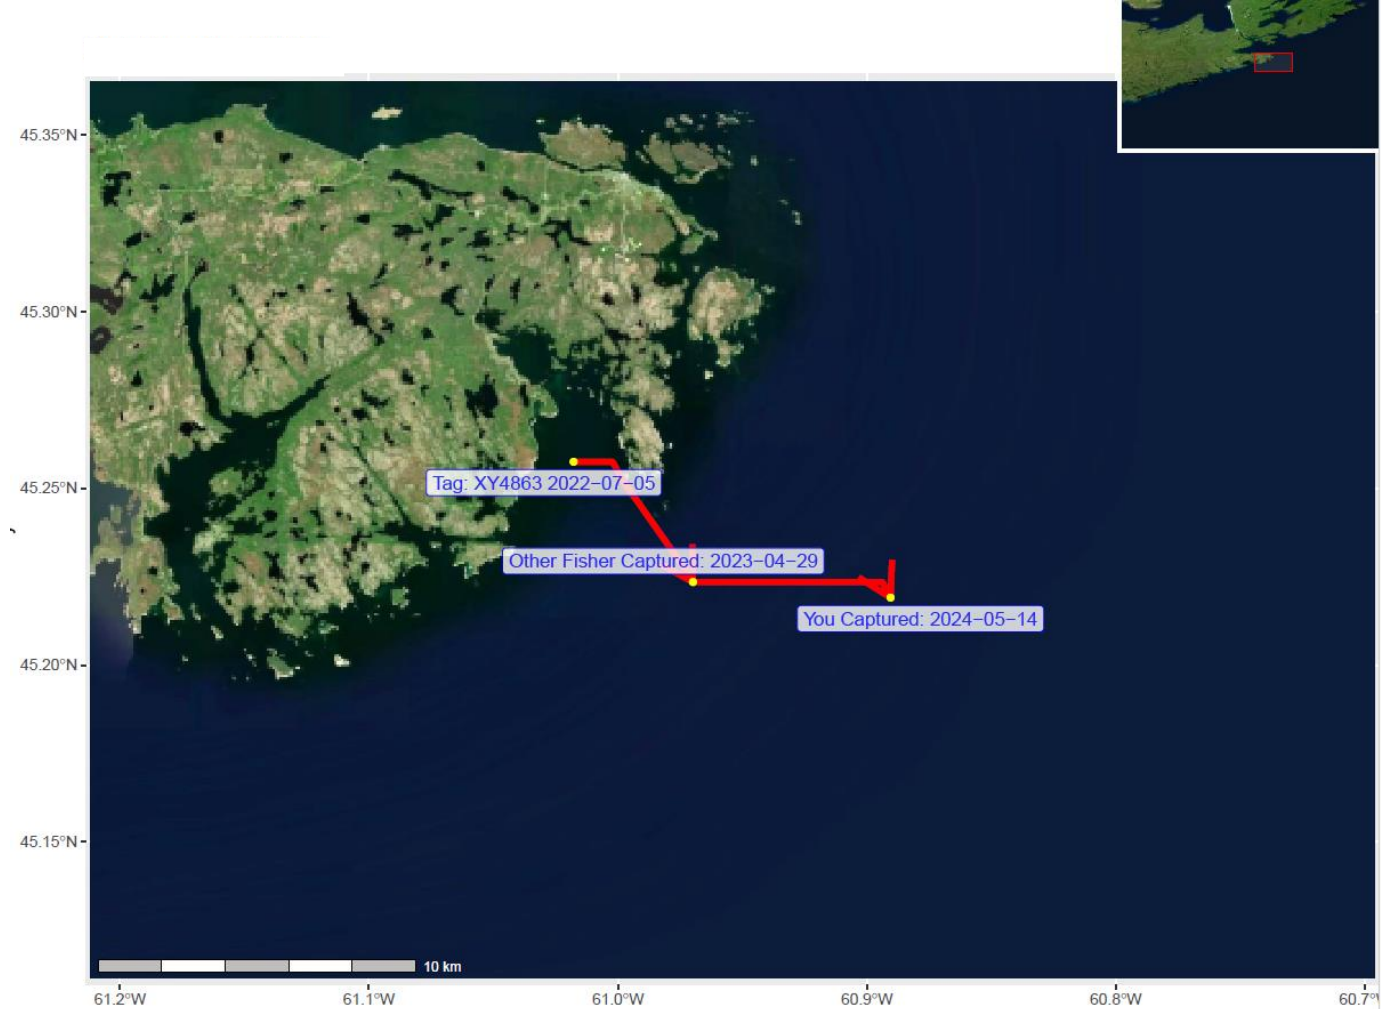 45.35°N
45.30°N
45.25°N
45.20°N
45.15°N
Tag: XY4863 2022−07−05
Other Fisher Captured: 2023−04−29
You Captured: 2024−05−14
10 km
61.2°W
61.1°W
61.0°W
60.9°W
60.8°W